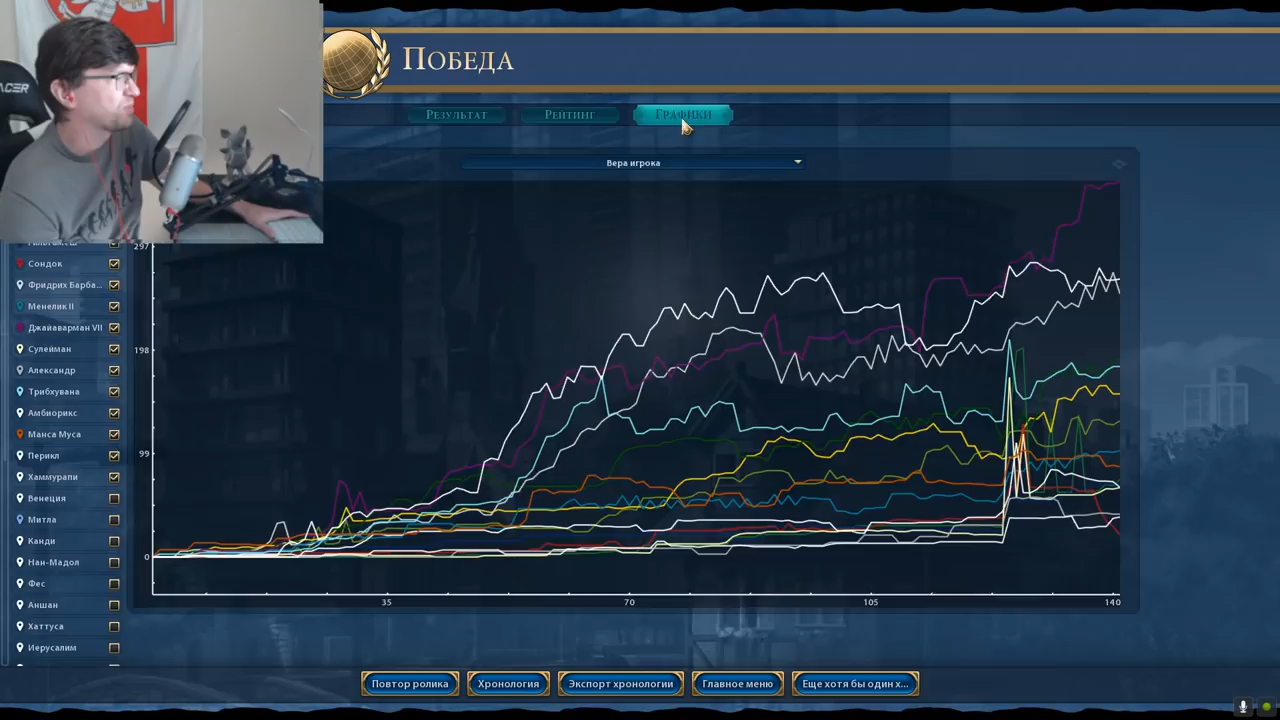 ACER
Победа
Результат
Рейтинг
Графики
Вера игрока
297
198
99
0
35
70
105
140
Гильгамеш
Сондок
Фридрих Барба...
Менелик II
Джайаварман VII
Сулейман
Александр
Трибхувана
Амбиорикс
Манса Муса
Перикл
Хаммурапи
Венеция
Митла
Канди
Нан-Мадол
Фес
Аншан
Хаттуса
Иерусалим
Повтор ролика
Хронология
Экспорт хронологии
Главное меню
Еще хотя бы один х...